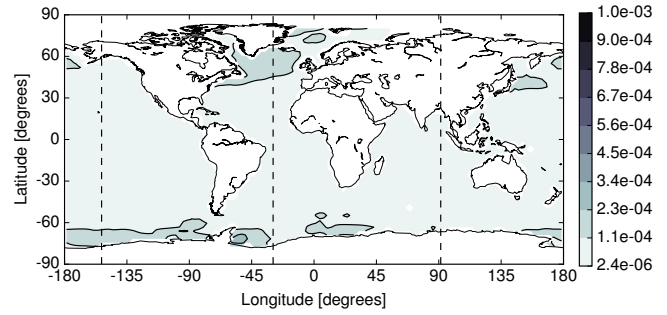 90
60
30
0
-30
-60
-90
Latitude [degrees]
-180
-135
-90
-45
0
45
90
135
180
Longitude [degrees]
1.0e-03
9.0e-04
7.8e-04
6.7e-04
5.6e-04
4.5e-04
3.4e-04
2.3e-04
1.1e-04
2.4e-06